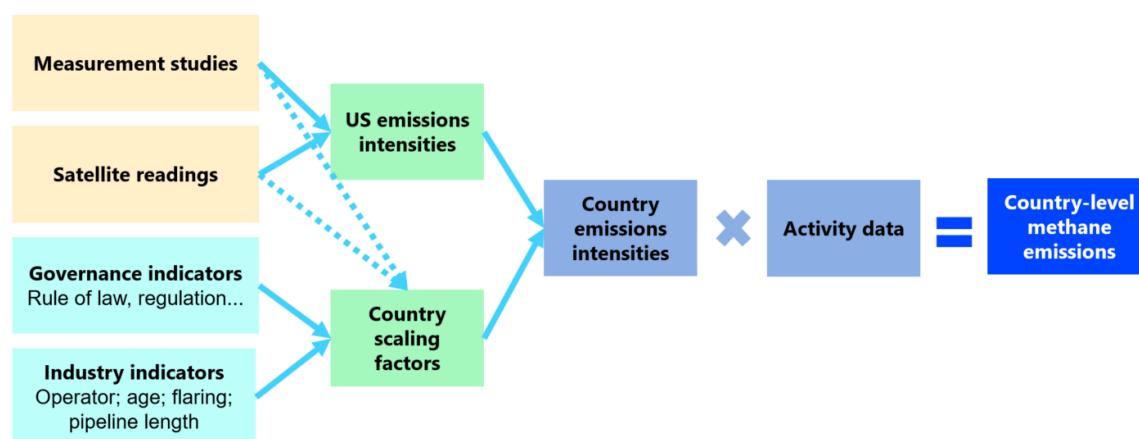 Measurement studies
Satellite readings
Governance indicators
Rule of law, regulation...
Industry indicators
Operator; age; flaring;
pipeline length
US emissions
intensities
Country
scaling
factors
Country
emissions
intensities
Activity data
Country-level
methane
emissions